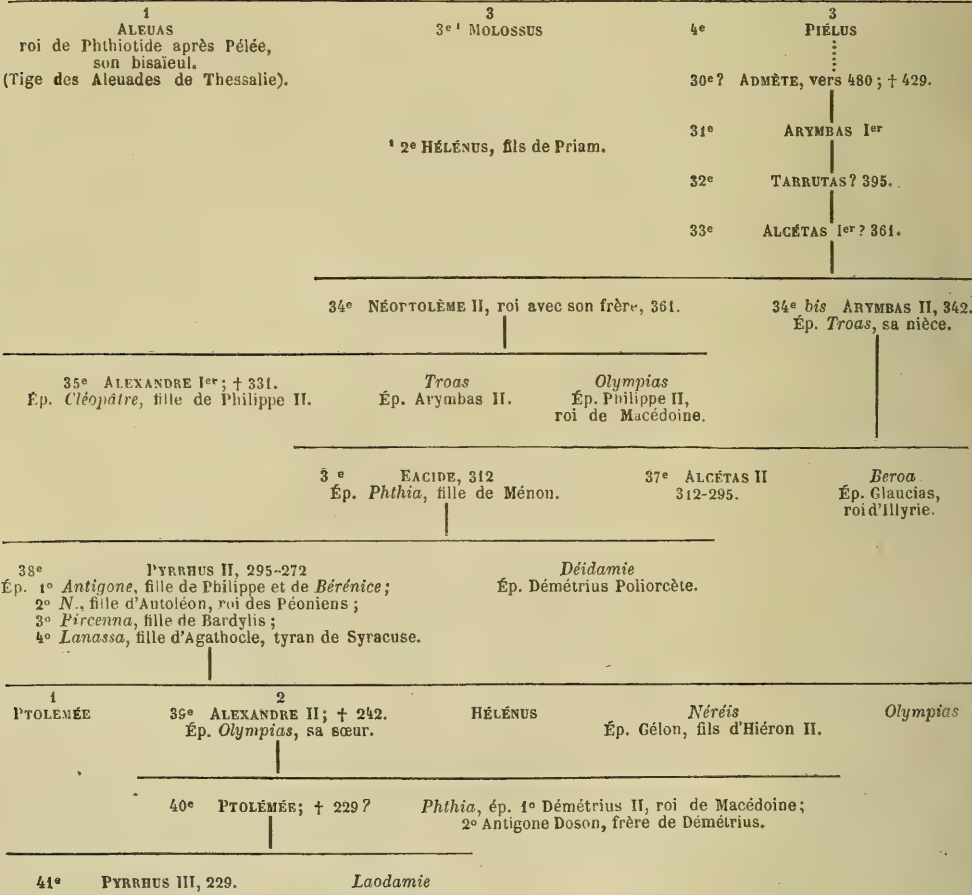 1 3 3
ALEUAS 3e ¹ MOLOSSUS 4e PIÉLUS
roi de Phthiotide après Pélée,
son bisaïeul.
(Tige des Aleuades de Thessalie).
30e? ADMÈTE, vers 480; † 429.
31e ARYMBAS Ier
¹ 2e HÉLÉNUS, fils de Priam.
32e TARRUTAS? 395.
33e ALCÉTAS Ier? 361.
34e NÉOPTOLÈME II, roi avec son frère, 361. 34e bis ARYMBAS II, 342.
Ép. Troas, sa nièce.
35e ALEXANDRE Ier; † 331. Troas Olympias
Ép. Cléopâtre, fille de Philippe II. Ép. Arymbas II. Ép. Philippe II,
roi de Macédoine.
3 e EACIDE, 312 37e ALCÉTAS II Beroa
Ép. Phthia, fille de Ménon. 312-295. Ép. Glaucias,
roi d'Illyrie.
38e PYRRHUS II, 295-272 Déidamie
Ép. 1o Antigone, fille de Philippe et de Bérénice; Ép. Démétrius Poliorcète.
2o N., fille d'Autoléon, roi des Péoniens;
3o Pircenna, fille de Bardylis;
4o Lanassa, fille d'Agathocle, tyran de Syracuse.
1 2
PTOLEMÉE 39e ALEXANDRE II; † 242. HÉLÉNUS Néréis Olympias
Ép. Olympias, sa sœur. Ép. Gélon, fils d'Hiéron II.
40e PTOLÉMÉE; † 229? Phthia, ép. 1o Démétrius II, roi de Macédoine;
2o Antigone Doson, frère de Démétrius.
41e PYRRHUS III, 229. Laodamie